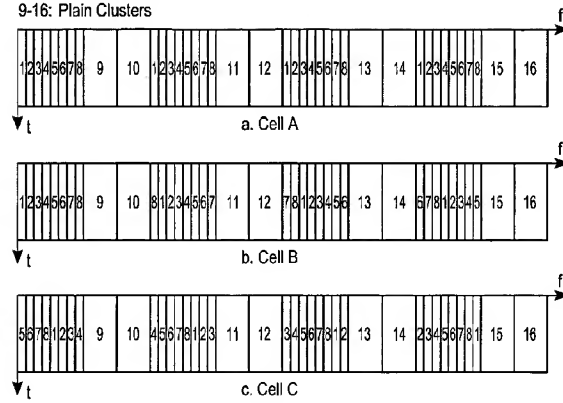 9-16: Plain Clusters
f
1 2 3 4 5 6 7 8 9 10 1 2 3 4 5 6 7 8 11 12 1 2 3 4 5 6 7 8 13 14 1 2 3 4 5 6 7 8 15 16
t
a. Cell A
f
1 2 3 4 5 6 7 8 9 10 8 1 2 3 4 5 6 7 11 12 7 8 1 2 3 4 5 6 13 14 6 7 8 1 2 3 4 5 15 16
t
b. Cell B
f
5 6 7 8 1 2 3 4 9 10 4 5 6 7 8 1 2 3 11 12 3 4 5 6 7 8 1 2 13 14 2 3 4 5 6 7 8 1 15 16
t
c. Cell C